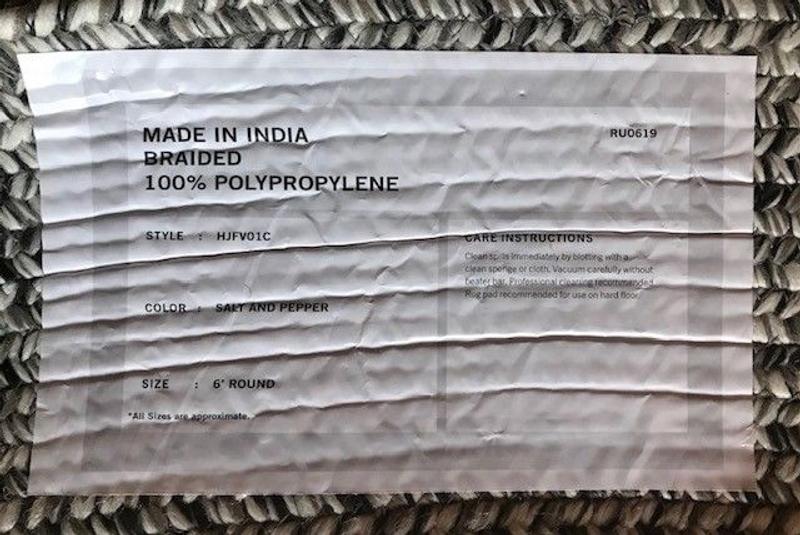 MADE IN INDIA
RU0619
BRAIDED
100% POLYPROPYLENE
STYLE : HJFV01C
CARE INSTRUCTIONS
Clean spills immediately by blotting with a
clean sponge or cloth. Vacuum carefully without
beater bar. Professional cleaning recommended.
Rug pad recommended for use on hard floor.
COLOR : SALT AND PEPPER
SIZE : 6' ROUND
*All Sizes are approximate.